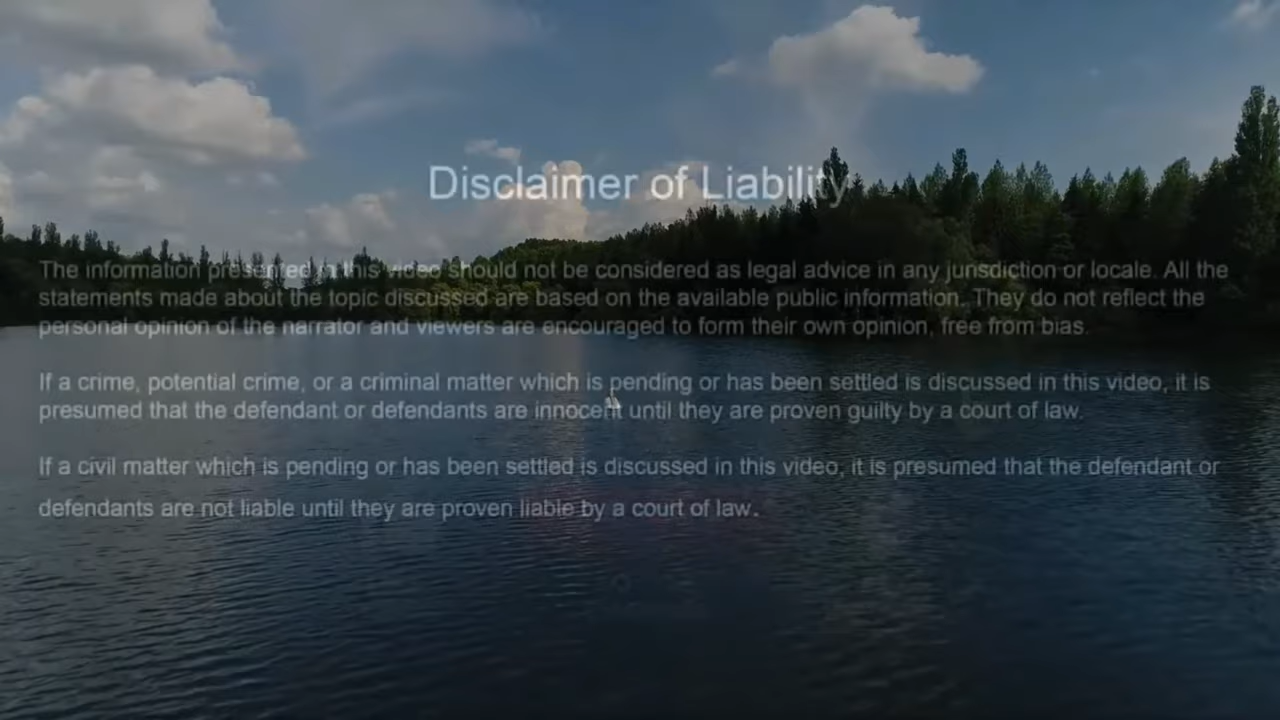 Disclaimer of Liability
The information presented in this video should not be considered as legal advice in any jurisdiction or locale. All the
statements made about the topic discussed are based on the available public information. They do not reflect the
personal opinion of the narrator and viewers are encouraged to form their own opinion, free from bias.
If a crime, potential crime, or a criminal matter which is pending or has been settled is discussed in this video, it is
presumed that the defendant or defendants are innocent until they are proven guilty by a court of law.
If a civil matter which is pending or has been settled is discussed in this video, it is presumed that the defendant or
defendants are not liable until they are proven liable by a court of law.